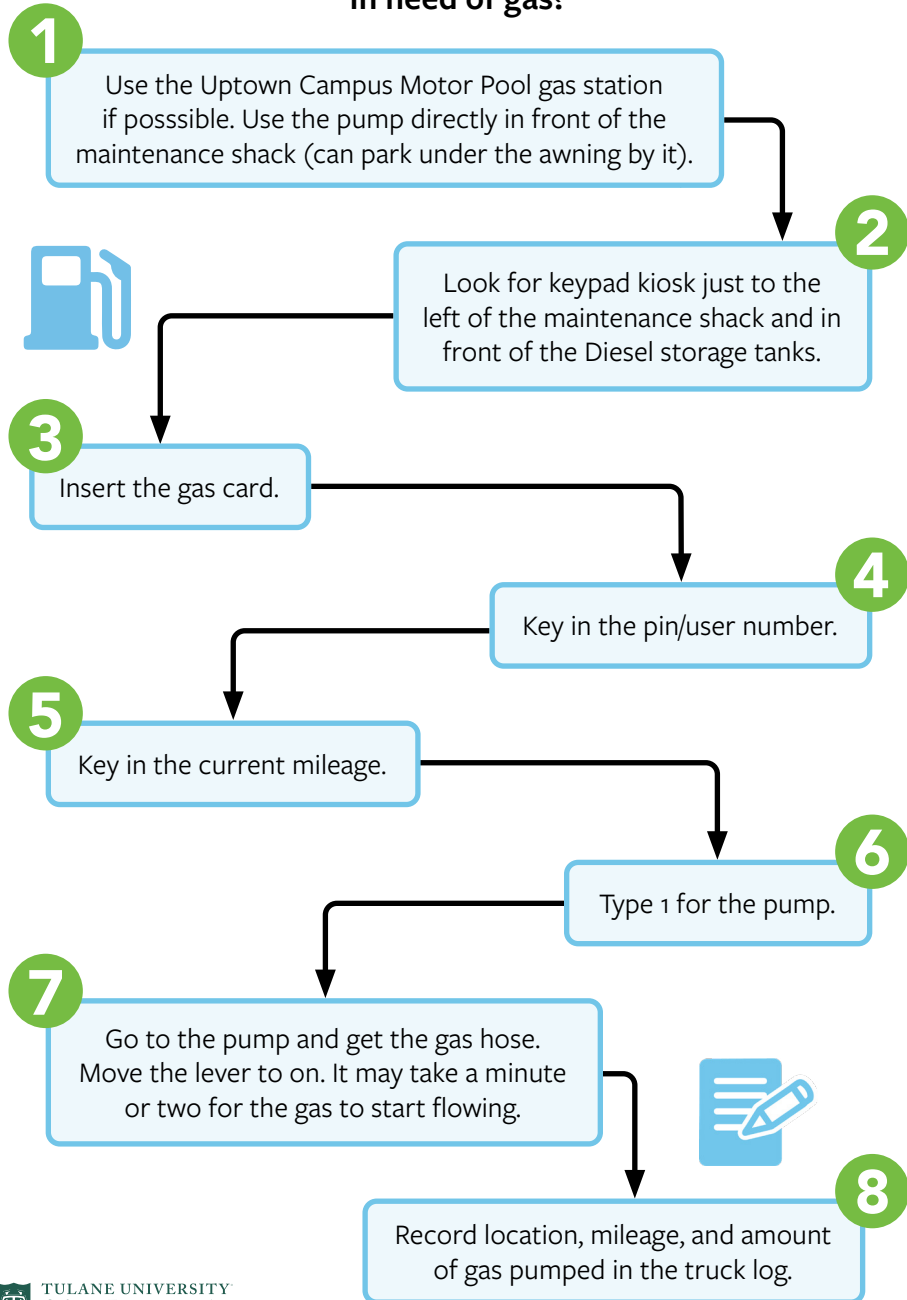 In need of gas?
1
Use the Uptown Campus Motor Pool gas station
if posssible. Use the pump directly in front of the
maintenance shack (can park under the awning by it).
2
Look for keypad kiosk just to the
left of the maintenance shack and in
front of the Diesel storage tanks.
3
Insert the gas card.
4
Key in the pin/user number.
5
Key in the current mileage.
6
Type 1 for the pump.
7
Go to the pump and get the gas hose.
Move the lever to on. It may take a minute
or two for the gas to start flowing.
8
Record location, mileage, and amount
of gas pumped in the truck log.
TULANE UNIVERSITY